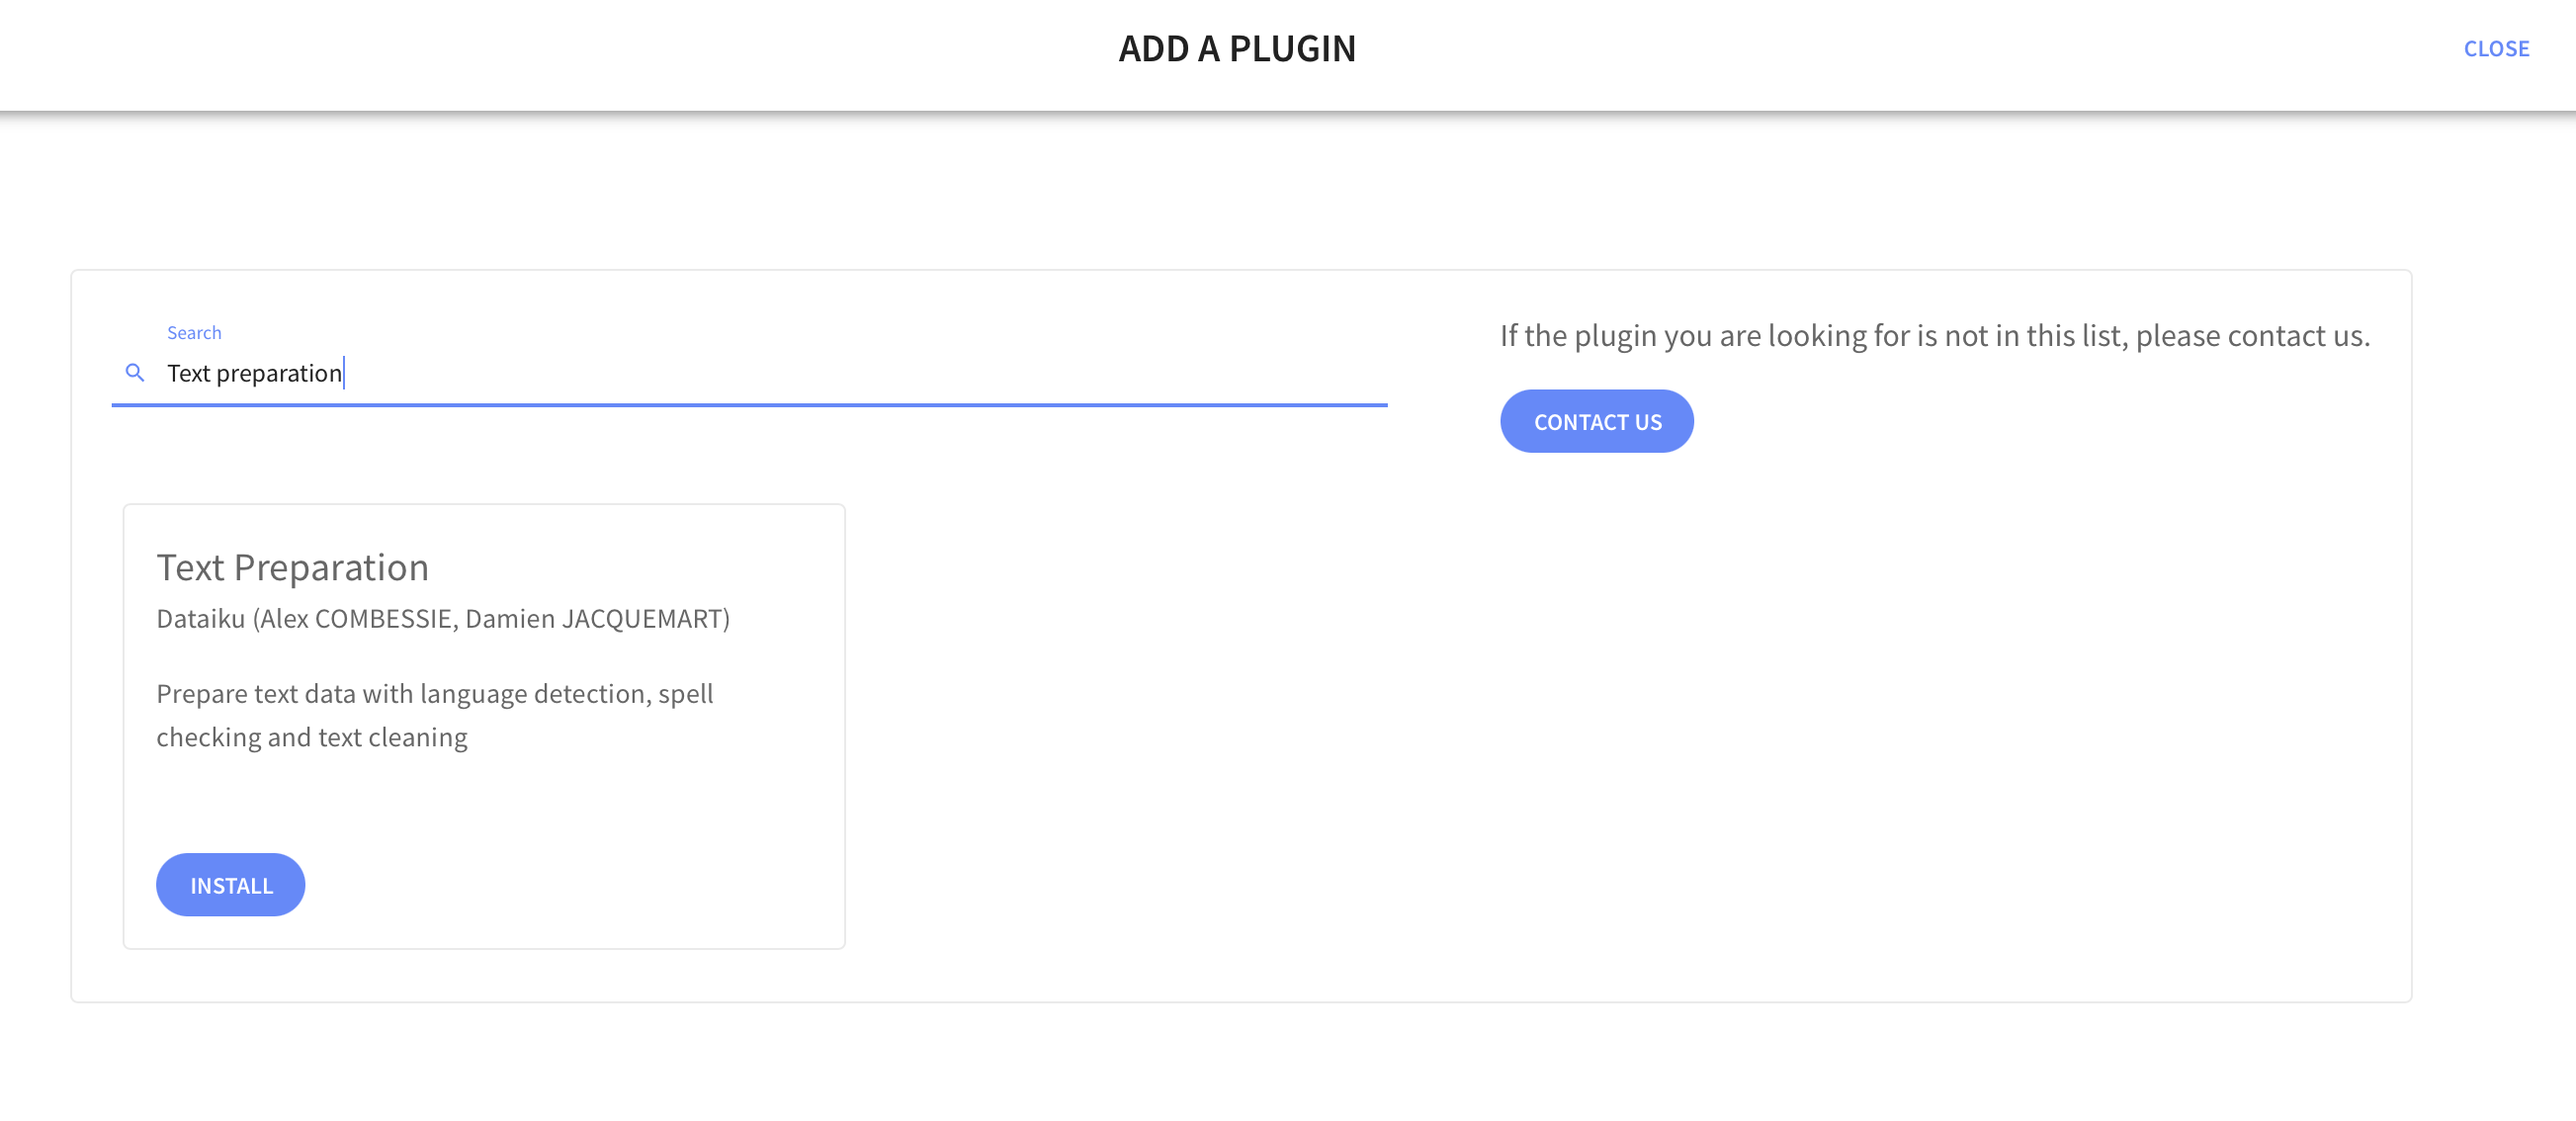 ADD A PLUGIN
CLOSE
Search
Text preparation
If the plugin you are looking for is not in this list, please contact us.
CONTACT US
Text Preparation
Dataiku (Alex COMBESSIE, Damien JACQUEMART)
Prepare text data with language detection, spell
checking and text cleaning
INSTALL